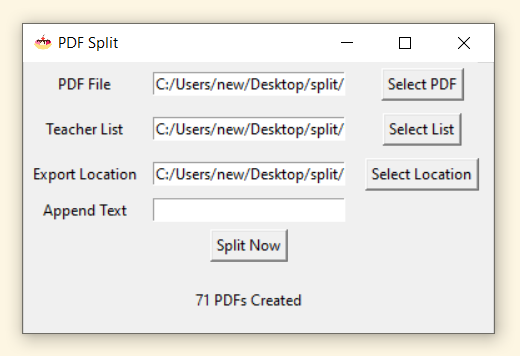 PDF Split
PDF File C:/Users/new/Desktop/split/ Select PDF
Teacher List C:/Users/new/Desktop/split/ Select List
Export Location C:/Users/new/Desktop/split/ Select Location
Append Text
Split Now
71 PDFs Created